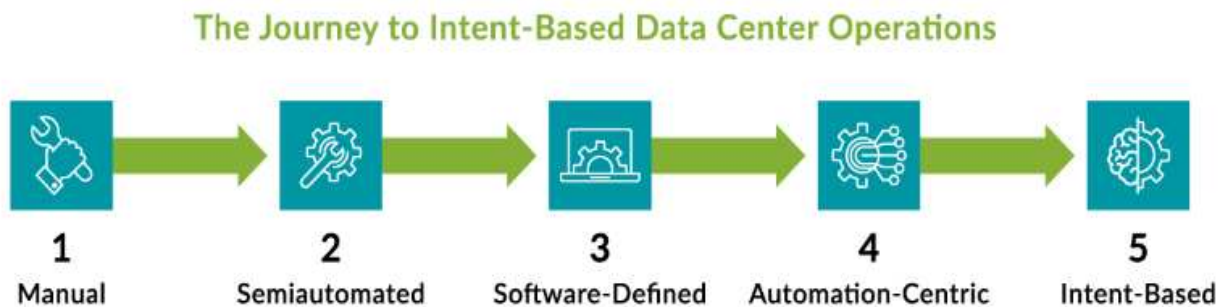 The Journey to Intent-Based Data Center Operations
1
2
3
4
5
Manual
Semiautomated
Software-Defined
Automation-Centric
Intent-Based